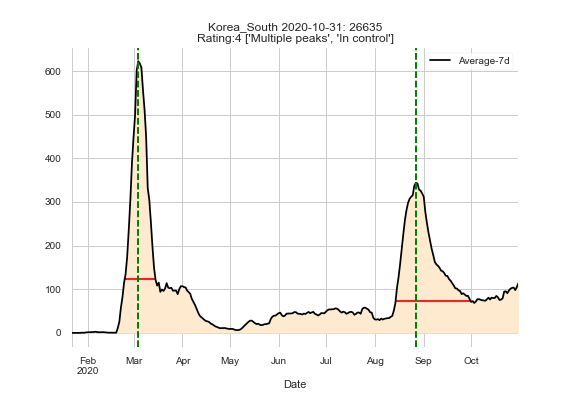 Korea_South 2020-10-31: 26635
Rating:4 ['Multiple peaks', 'In control']
Average-7d
600
500
400
300
200
100
0
Feb Mar Apr May Jun Jul Aug Sep Oct
2020
Date